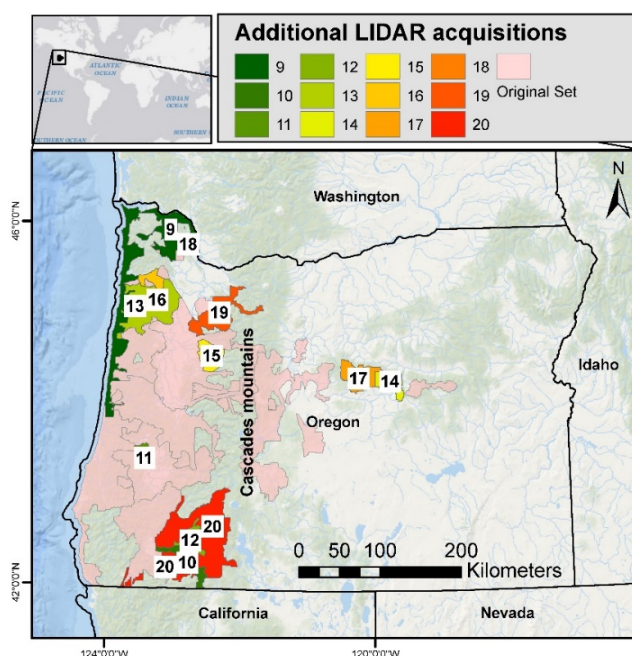 Additional LIDAR acquisitions
9 12 15 18
10 13 16 19 Original Set
11 14 17 20
ATLANTIC
OCEAN
PACIFIC
OCEAN
INDIAN
OCEAN
SOUTHERN OCEAN
N
Washington
46°0'0"N
9
18
13 16
19
15
17 14
Idaho
Cascades mountains
Oregon
11
20
12
20 10
0 50 100 200
Kilometers
42°0'0"N
California
Nevada
124°0'0"W
120°0'0"W